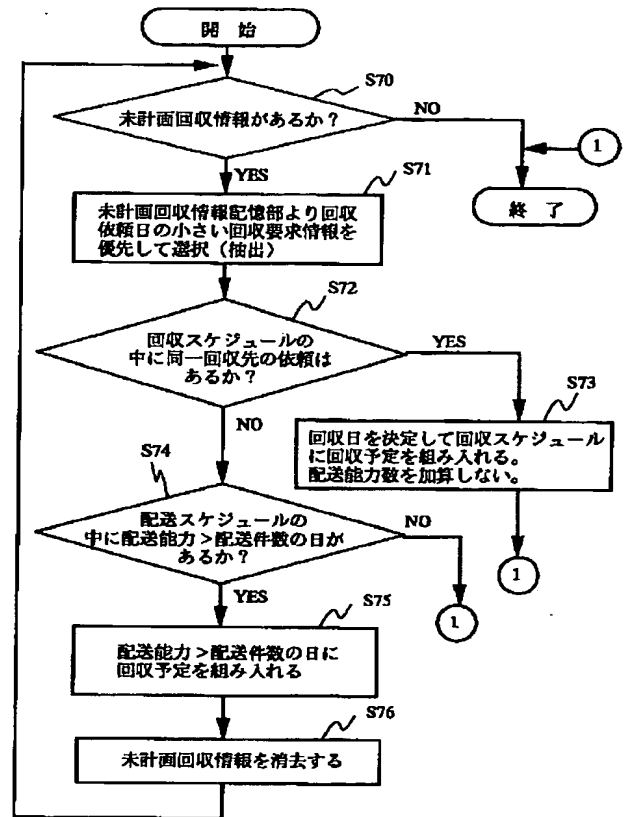 開 始
S70
未計画回収情報があるか？
NO
1
YES
S71
終 了
未計画回収情報記憶部より回収
依頼日の小さい回収要求情報を
優先して選択（抽出）
S72
回収スケジュールの
中に同一回収先の依頼は
あるか？
YES
S73
NO
回収日を決定して回収スケジュール
に回収予定を組み入れる。
配送能力数を加算しない。
S74
配送スケジュールの
中に配送能力＞配送件数の日が
あるか？
NO
1
1
YES
S75
配送能力＞配送件数の日に
回収予定を組み入れる
S76
未計画回収情報を消去する